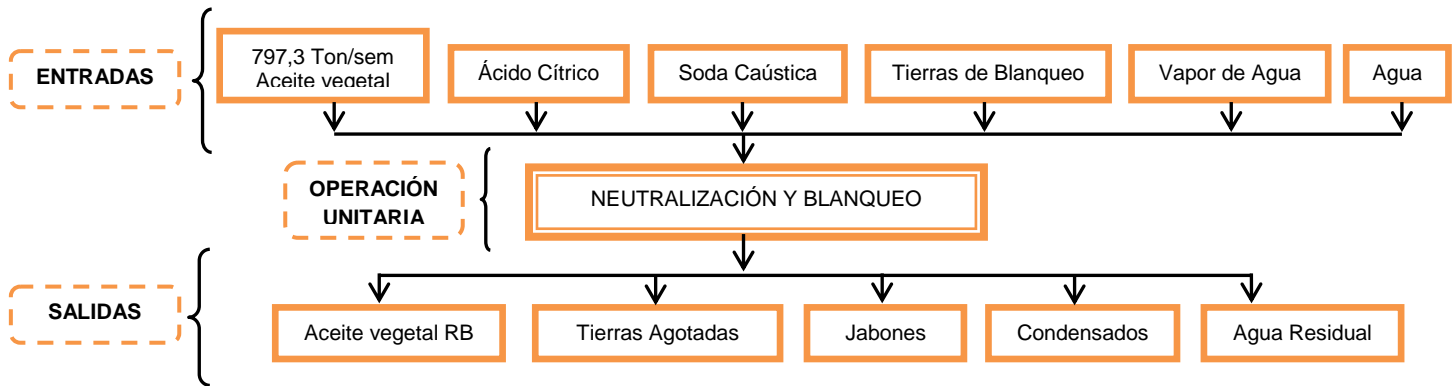 797,3 Ton/sem
Aceite vegetal
Ácido Cítrico
Soda Caústica
Tierras de Blanqueo
Vapor de Agua
Agua
ENTRADAS
OPERACIÓN
UNITARIA
NEUTRALIZACIÓN Y BLANQUEO
SALIDAS
Aceite vegetal RB
Tierras Agotadas
Jabones
Condensados
Agua Residual